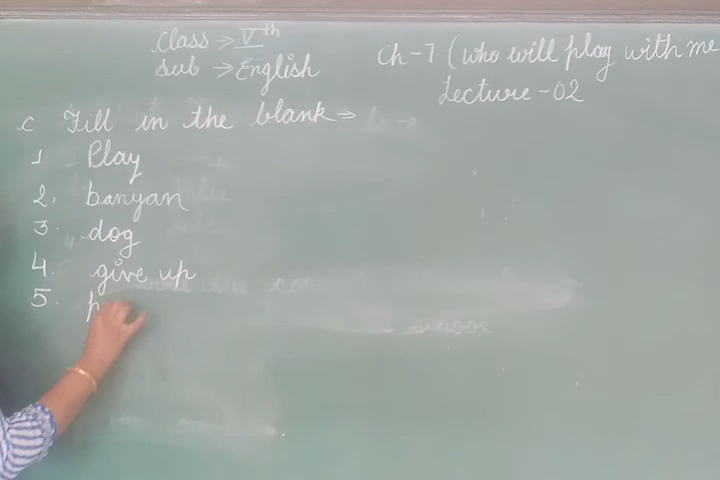 Class → Vth
Sub → English
Ch-7 (Who will play with me
Lecture - 02
C Fill in the blank →
1. Play
2. banyan
3. dog
4. give up
5. p